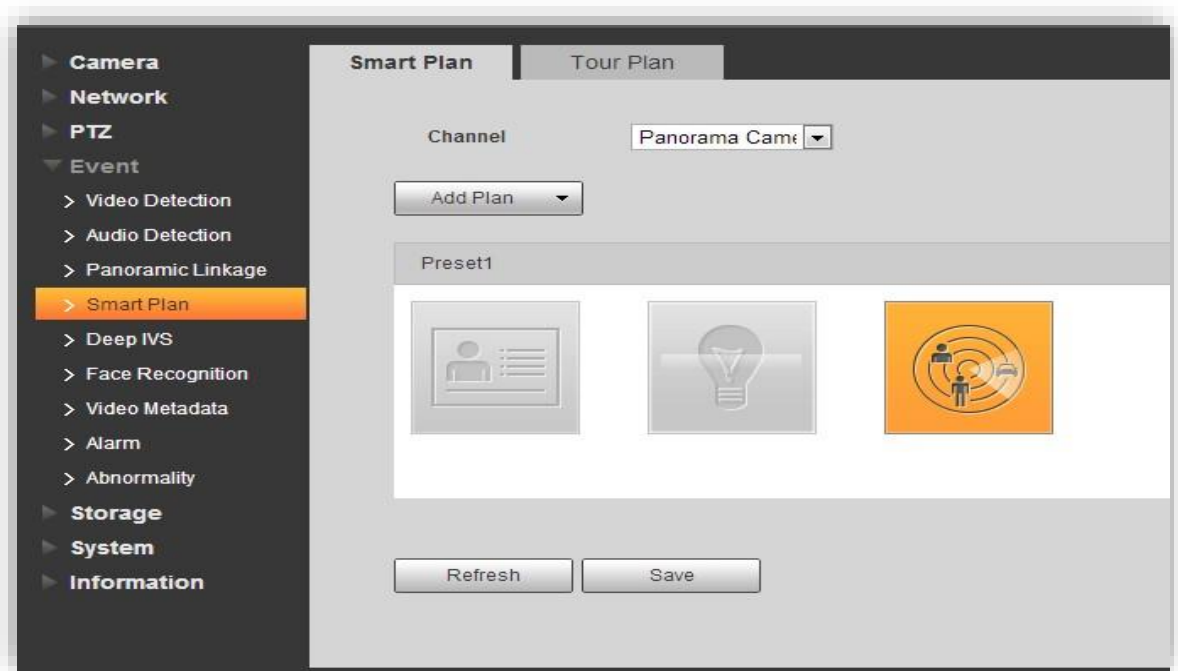 Camera
Network
PTZ
Event
Video Detection
Audio Detection
Panoramic Linkage
Smart Plan
Deep IVS
Face Recognition
Video Metadata
Alarm
Abnormality
Storage
System
Information
Smart Plan Tour Plan
Channel Panorama Came
Add Plan
Preset1
Refresh Save